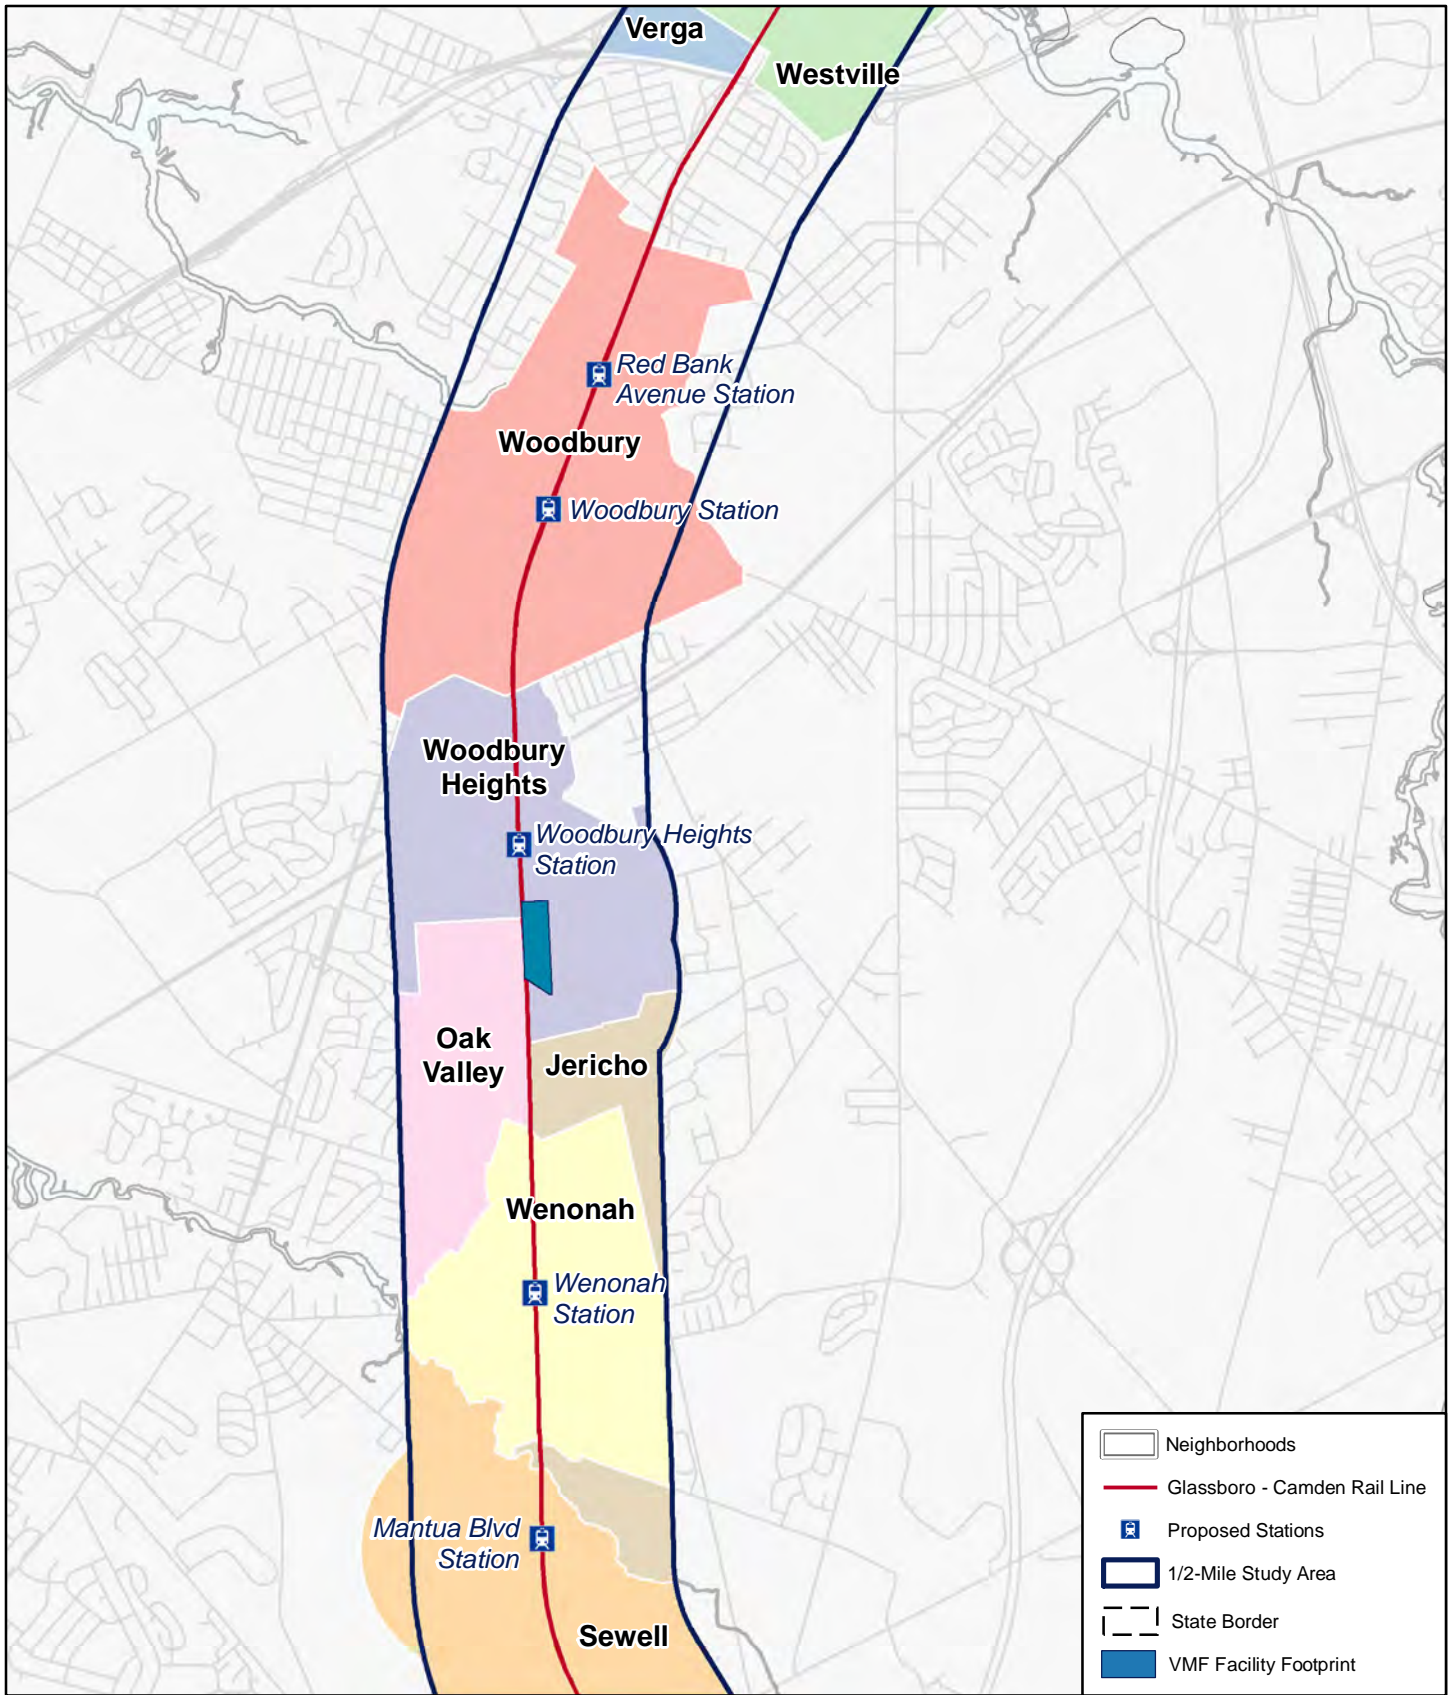 Verga
Westville
Red Bank
Avenue Station
Woodbury
Woodbury Station
Woodbury
Heights
Woodbury Heights
Station
Oak
Valley
Jericho
Wenonah
Wenonah
Station
Mantua Blvd
Station
Sewell
Neighborhoods
Glassboro - Camden Rail Line
Proposed Stations
1/2-Mile Study Area
State Border
VMF Facility Footprint